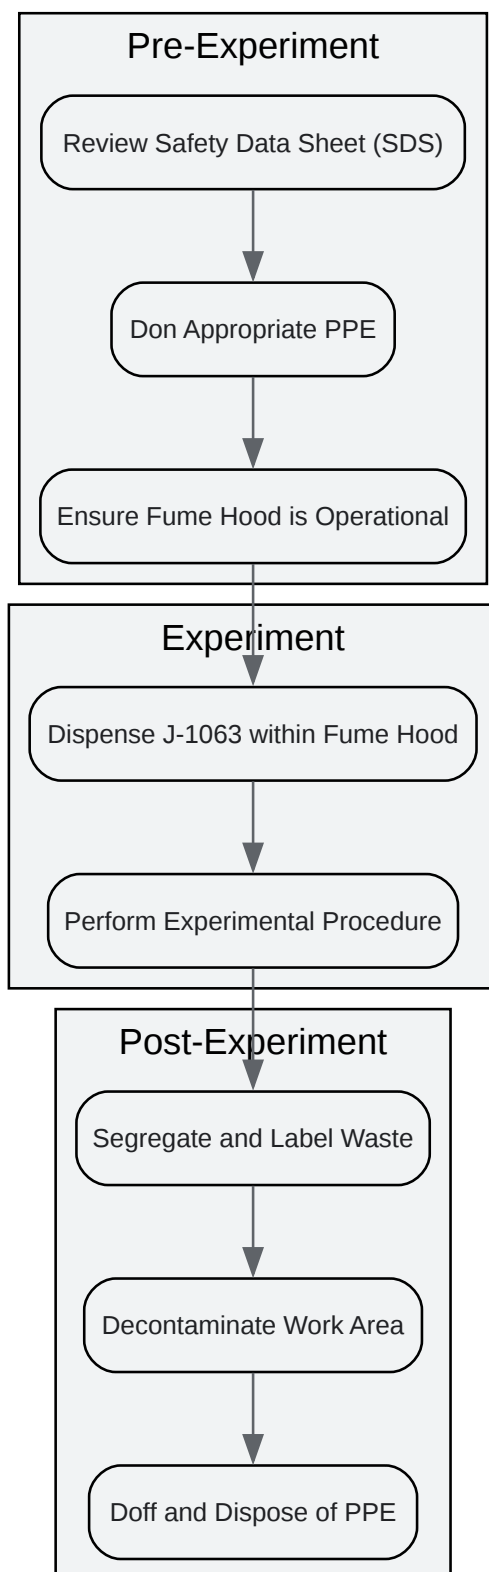 Pre-Experiment
Review Safety Data Sheet (SDS)
Don Appropriate PPE
Ensure Fume Hood is Operational
Experiment
Dispense J-1063 within Fume Hood
Perform Experimental Procedure
Post-Experiment
Segregate and Label Waste
Decontaminate Work Area
Doff and Dispose of PPE